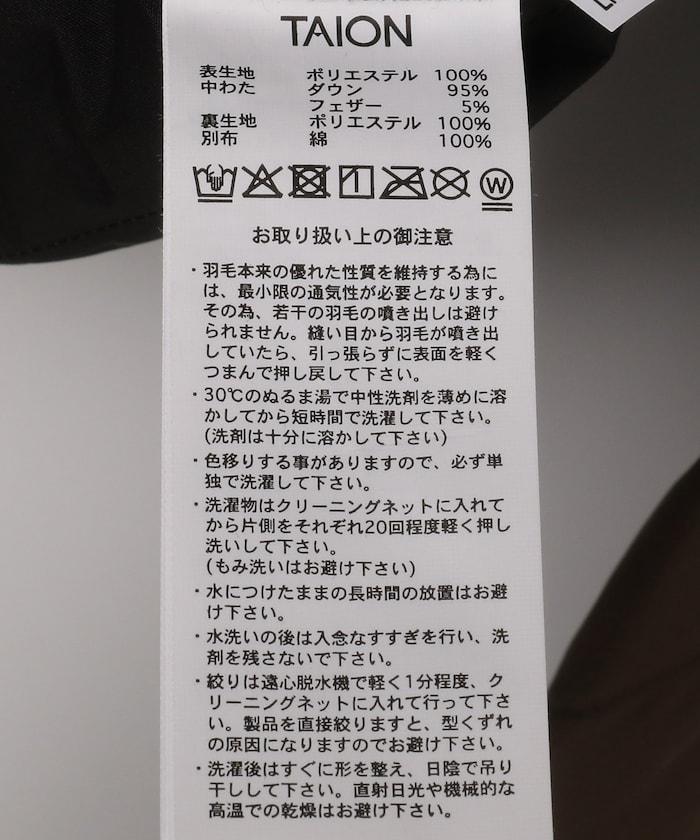 TAION
表生地 ポリエステル 100%
中わた ダウン 95%
フェザー 5%
裏生地 ポリエステル 100%
別布 綿 100%
W
お取り扱い上の御注意
・羽毛本来の優れた性質を維持する為に
は、最小限の通気性が必要となります。
その為、若干の羽毛の噴き出しは避け
られません。縫い目から羽毛が噴き出
していたら、引っ張らずに表面を軽く
つまんで押し戻して下さい。
・30℃のぬるま湯で中性洗剤を薄めに溶
かしてから短時間で洗濯して下さい。
(洗剤は十分に溶かして下さい)
・色移りする事がありますので、必ず単
独で洗濯して下さい。
・洗濯物はクリーニングネットに入れて
から片側をそれぞれ20回程度軽く押し
洗いして下さい。
(もみ洗いはお避け下さい)
・水につけたままの長時間の放置はお避
け下さい。
・水洗いの後は入念なすすぎを行い、洗
剤を残さないで下さい。
・絞りは遠心脱水機で軽く1分程度、ク
リーニングネットに入れて行って下さ
い。製品を直接絞りますと、型くずれ
の原因になりますのでお避け下さい。
・洗濯後はすぐに形を整え、日陰で吊り
干しして下さい。直射日光や機械的な
高温での乾燥はお避け下さい。